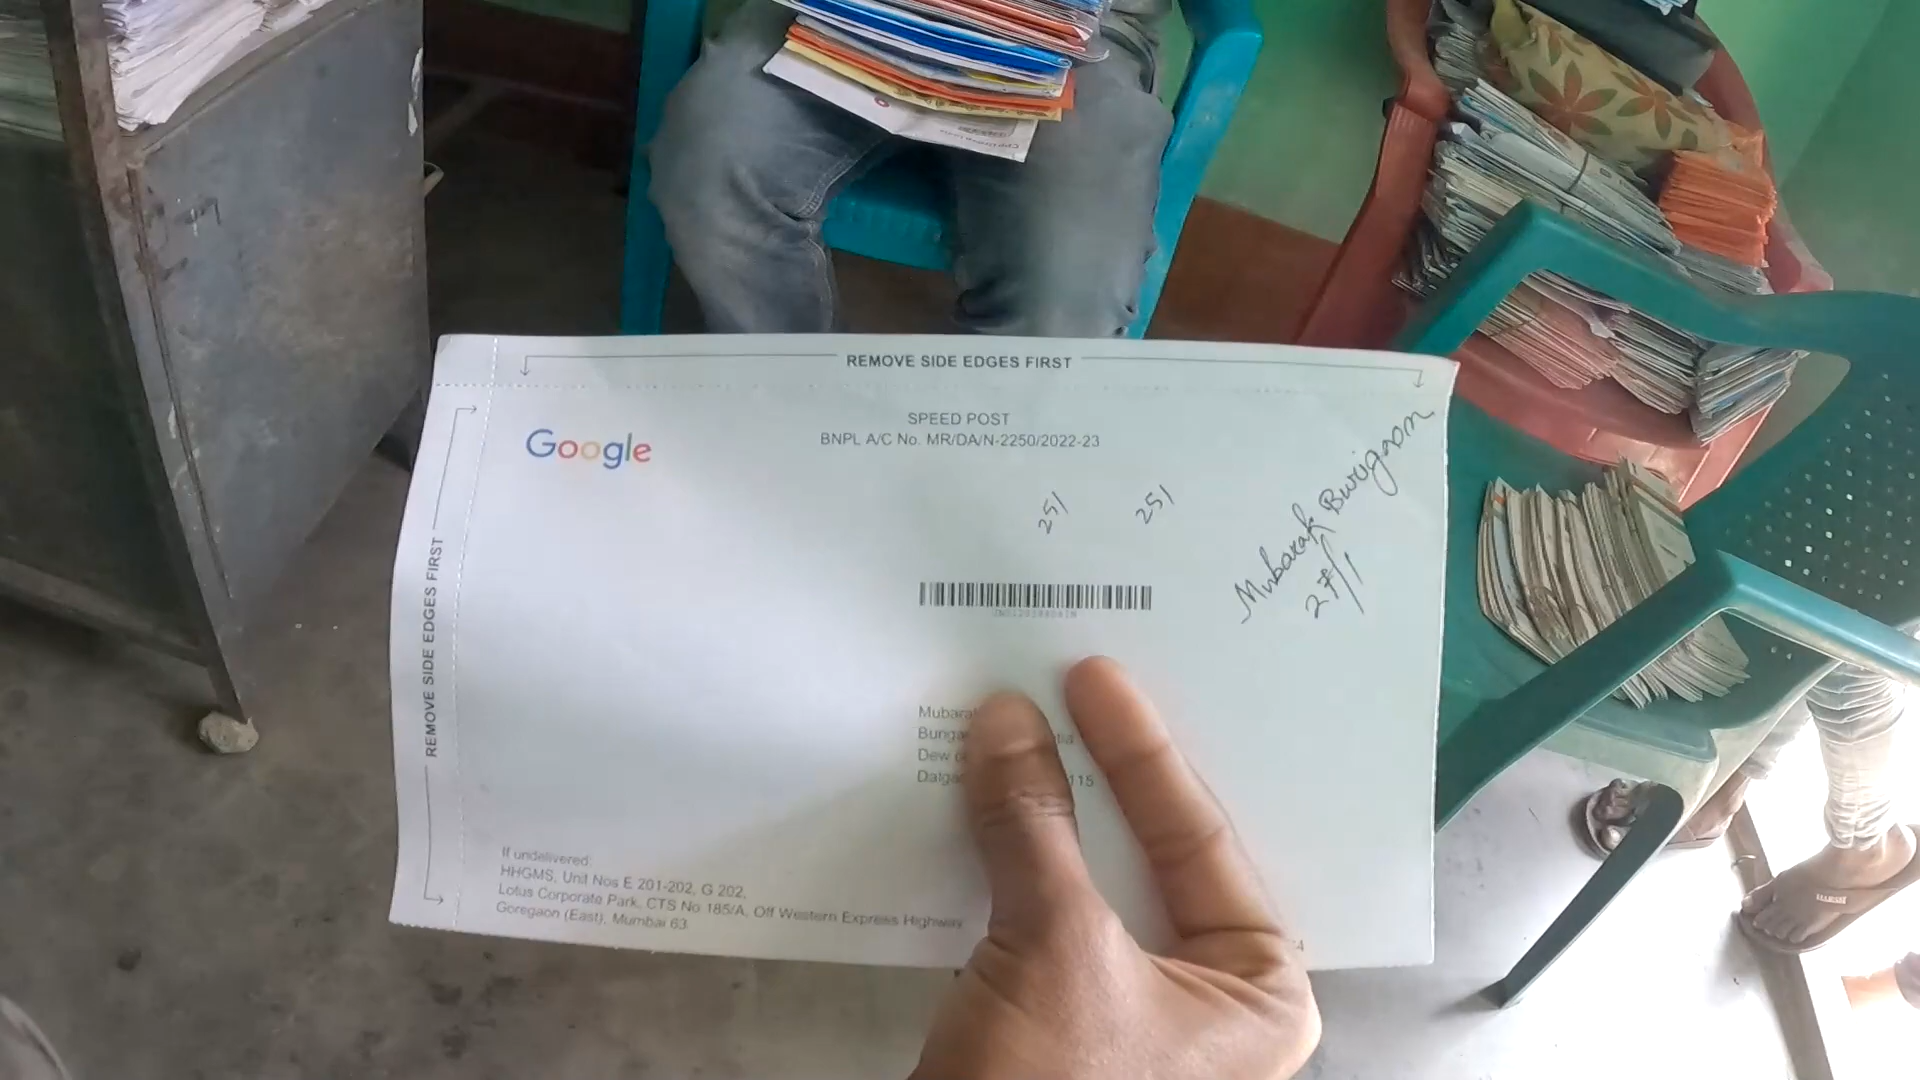 REMOVE SIDE EDGES FIRST
Google
SPEED POST
BNPL A/C No. MR/DA/N-2250/2022-23
251
251
Mubarak Burigaon
27/1
REMOVE SIDE EDGES FIRST
Dew
115
If undelivered:
HHGMS, Unit Nos E 201-202, G 202,
Lotus Corporate Park, CTS No 185/A, Off Western Express Highway
Goregaon (East), Mumbai 63